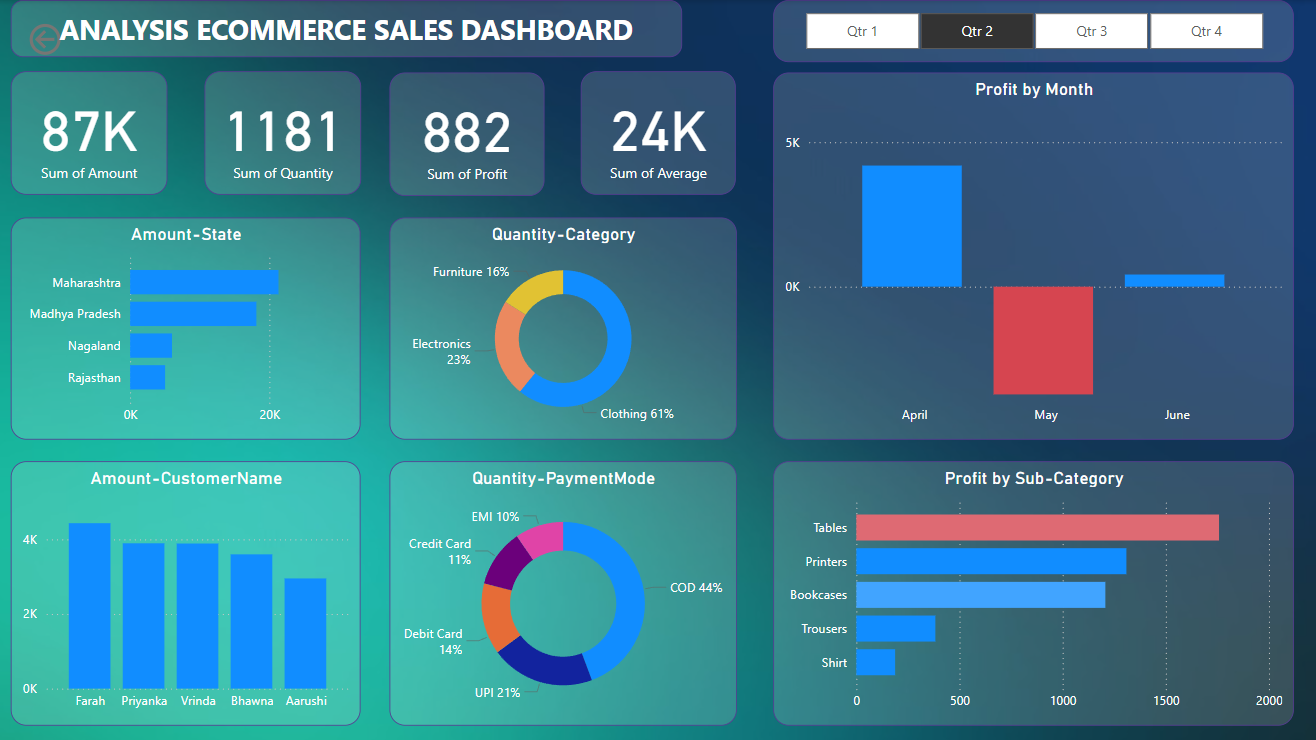 ANALYSIS ECOMMERCE SALES DASHBOARD
Qtr 1
Qtr 2
Qtr 3
Qtr 4
87K
Sum of Amount
1181
Sum of Quantity
882
Sum of Profit
24K
Sum of Average
Profit by Month
5K
0K
April
May
June
Amount-State
Maharashtra
Madhya Pradesh
Nagaland
Rajasthan
0K
20K
Quantity-Category
Furniture 16%
Electronics
23%
Clothing 61%
Amount-CustomerName
4K
2K
0K
Farah
Priyanka
Vrinda
Bhawna
Aarushi
Quantity-PaymentMode
EMI 10%
Credit Card
11%
COD 44%
Debit Card
14%
UPI 21%
Profit by Sub-Category
Tables
Printers
Bookcases
Trousers
Shirt
0
500
1000
1500
2000